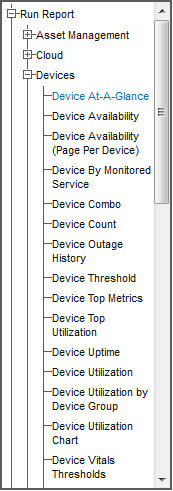 Run Report
Asset Management
Cloud
Devices
Device At-A-Glance
Device Availability
Device Availability
(Page Per Device)
Device By Monitored
Service
Device Combo
Device Count
Device Outage
History
Device Threshold
Device Top Metrics
Device Top
Utilization
Device Uptime
Device Utilization
Device Utilization by
Device Group
Device Utilization
Chart
Device Vitals
Thresholds